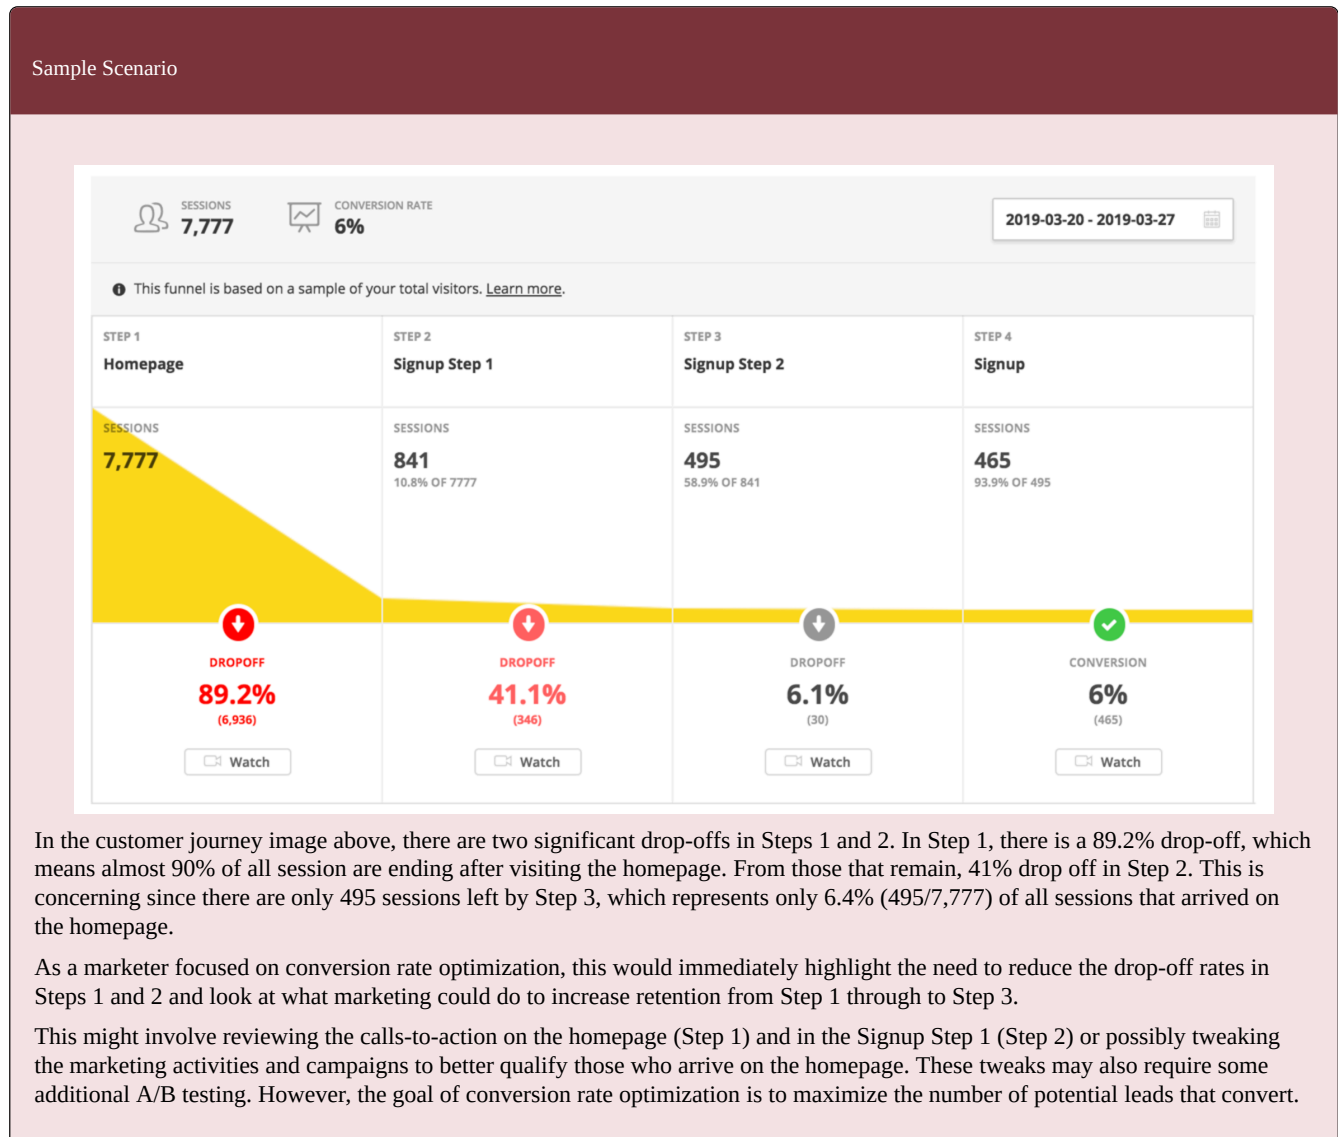 Sample Scenario
SESSIONS
7,777
CONVERSION RATE
6%
2019-03-20 - 2019-03-27
This funnel is based on a sample of your total visitors. Learn more.
STEP 1
Homepage
STEP 2
Signup Step 1
STEP 3
Signup Step 2
STEP 4
Signup
SESSIONS
7,777
SESSIONS
841
10.8% OF 7777
SESSIONS
495
58.9% OF 841
SESSIONS
465
93.9% OF 495
DROPOFF
89.2%
(6,936)
Watch
DROPOFF
41.1%
(346)
Watch
DROPOFF
6.1%
(30)
Watch
CONVERSION
6%
(465)
Watch
In the customer journey image above, there are two significant drop-offs in Steps 1 and 2. In Step 1, there is a 89.2% drop-off, which
means almost 90% of all session are ending after visiting the homepage. From those that remain, 41% drop off in Step 2. This is
concerning since there are only 495 sessions left by Step 3, which represents only 6.4% (495/7,777) of all sessions that arrived on
the homepage.
As a marketer focused on conversion rate optimization, this would immediately highlight the need to reduce the drop-off rates in
Steps 1 and 2 and look at what marketing could do to increase retention from Step 1 through to Step 3.
This might involve reviewing the calls-to-action on the homepage (Step 1) and in the Signup Step 1 (Step 2) or possibly tweaking
the marketing activities and campaigns to better qualify those who arrive on the homepage. These tweaks may also require some
additional A/B testing. However, the goal of conversion rate optimization is to maximize the number of potential leads that convert.